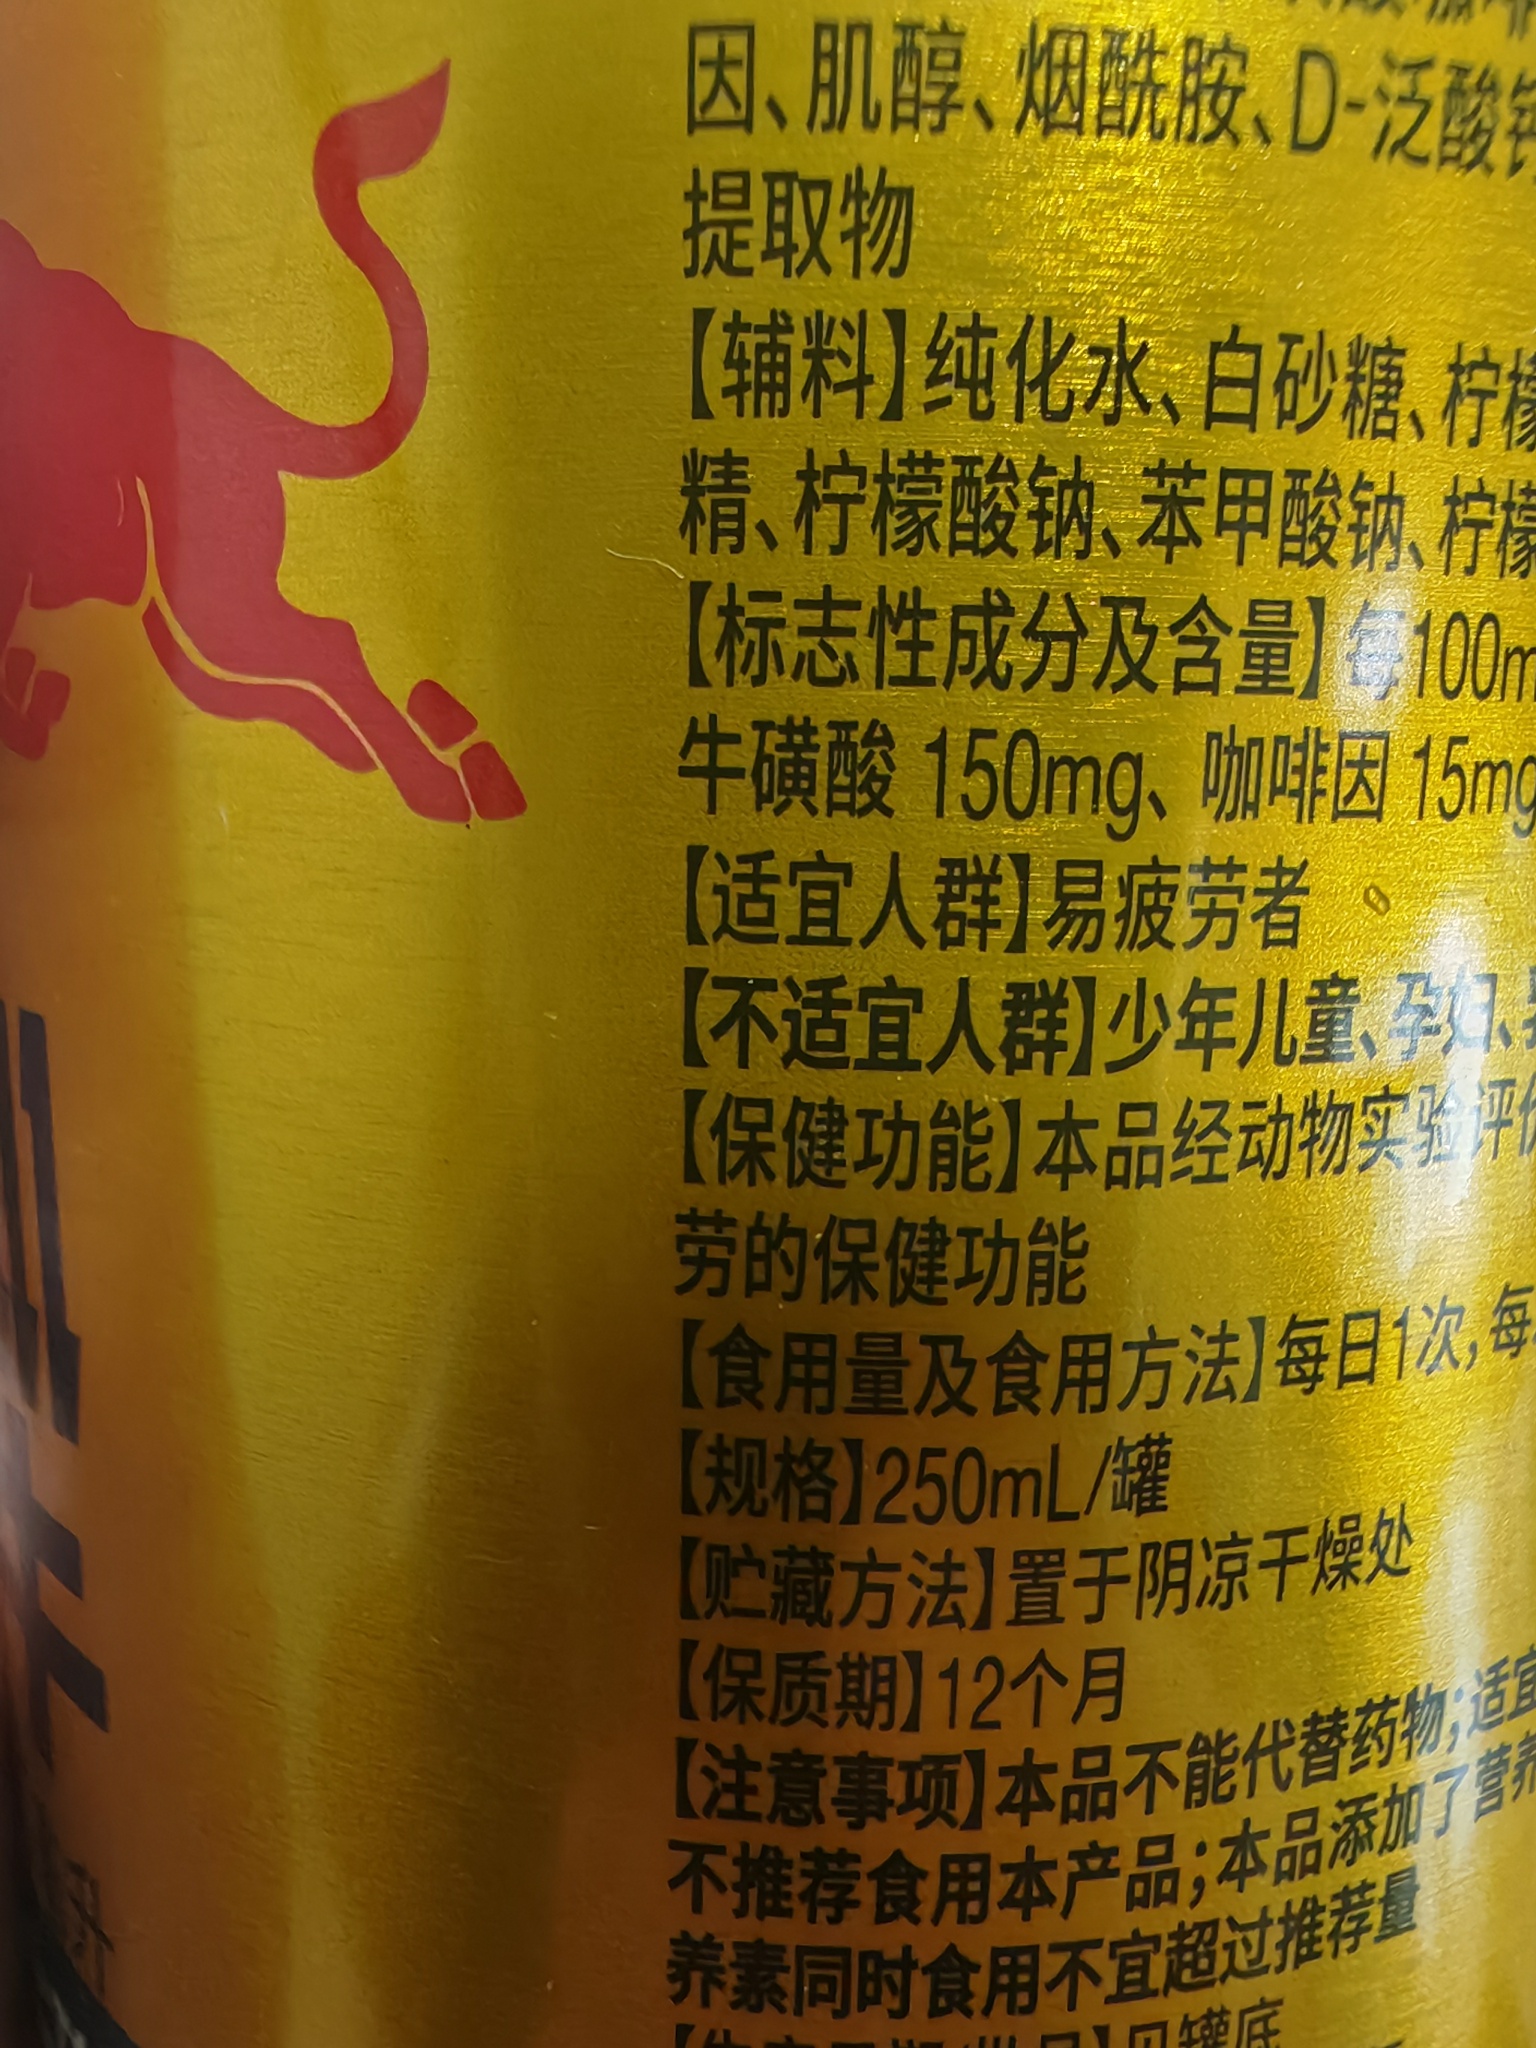 因、肌醇、烟酰胺、D-泛酸
提取物
【辅料】纯化水、白砂糖、柠檬
精、柠檬酸钠、苯甲酸钠、柠檬
【标志性成分及含量】每100m
牛磺酸 150mg、咖啡因 15mg
【适宜人群】易疲劳者
【不适宜人群】少年儿童、孕妇、
【保健功能】本品经动物实验评
劳的保健功能
【食用量及食用方法】每日1次,每
【规格】250mL/罐
【贮藏方法】置于阴凉干燥处
【保质期】12个月
【注意事项】本品不能代替药物;适宜
不推荐食用本产品;本品添加了营养
养素同时食用不宜超过推荐量
见罐底